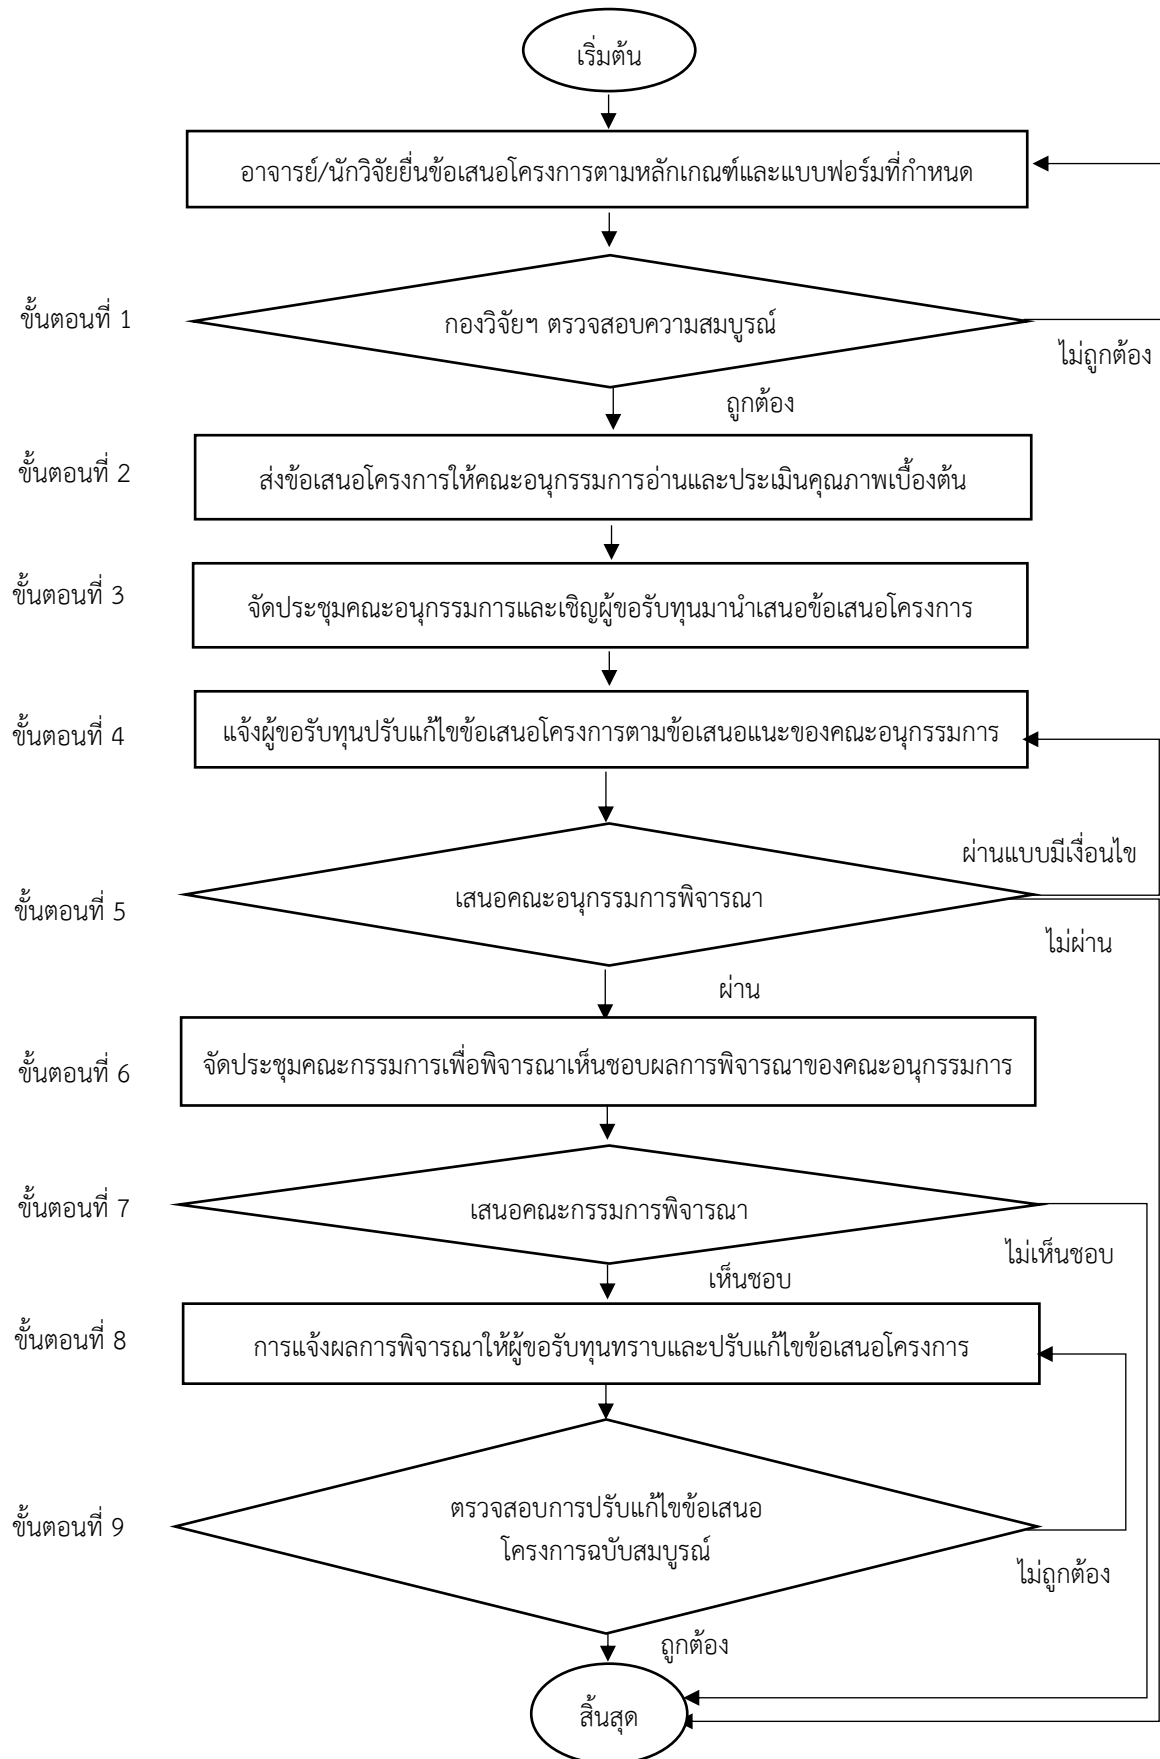 เริ่มต้น
อาจารย์/นักวิจัยยื่นข้อเสนอโครงการตามหลักเกณฑ์และแบบฟอร์มที่กำหนด
ขั้นตอนที่ 1
กองวิจัยฯ ตรวจสอบความสมบูรณ์
ไม่ถูกต้อง
ถูกต้อง
ขั้นตอนที่ 2
ส่งข้อเสนอโครงการให้คณะอนุกรรมการอ่านและประเมินคุณภาพเบื้องต้น
ขั้นตอนที่ 3
จัดประชุมคณะอนุกรรมการและเชิญผู้ขอรับทุนมานำเสนอข้อเสนอโครงการ
ขั้นตอนที่ 4
แจ้งผู้ขอรับทุนปรับแก้ไขข้อเสนอโครงการตามข้อเสนอแนะของคณะอนุกรรมการ
ผ่านแบบมีเงื่อนไข
ขั้นตอนที่ 5
เสนอคณะอนุกรรมการพิจารณา
ไม่ผ่าน
ผ่าน
ขั้นตอนที่ 6
จัดประชุมคณะกรรมการเพื่อพิจารณาเห็นชอบผลการพิจารณาของคณะอนุกรรมการ
ขั้นตอนที่ 7
เสนอคณะกรรมการพิจารณา
ไม่เห็นชอบ
เห็นชอบ
ขั้นตอนที่ 8
การแจ้งผลการพิจารณาให้ผู้ขอรับทุนทราบและปรับแก้ไขข้อเสนอโครงการ
ขั้นตอนที่ 9
ตรวจสอบการปรับแก้ไขข้อเสนอ
โครงการฉบับสมบูรณ์
ไม่ถูกต้อง
ถูกต้อง
สิ้นสุด